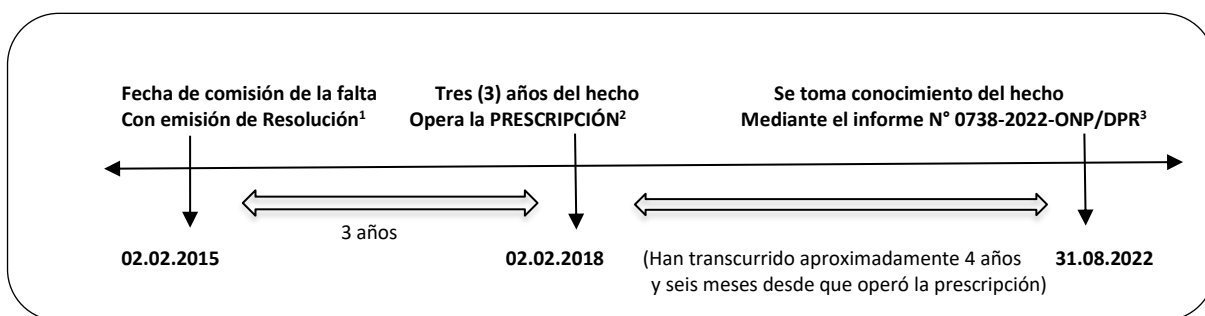 Fecha de comisión de la falta
Con emisión de Resolución¹
Tres (3) años del hecho
Opera la PRESCRIPCIÓN²
Se toma conocimiento del hecho
Mediante el informe N° 0738-2022-ONP/DPR³
3 años
02.02.2015
02.02.2018
(Han transcurrido aproximadamente 4 años
y seis meses desde que operó la prescripción)
31.08.2022